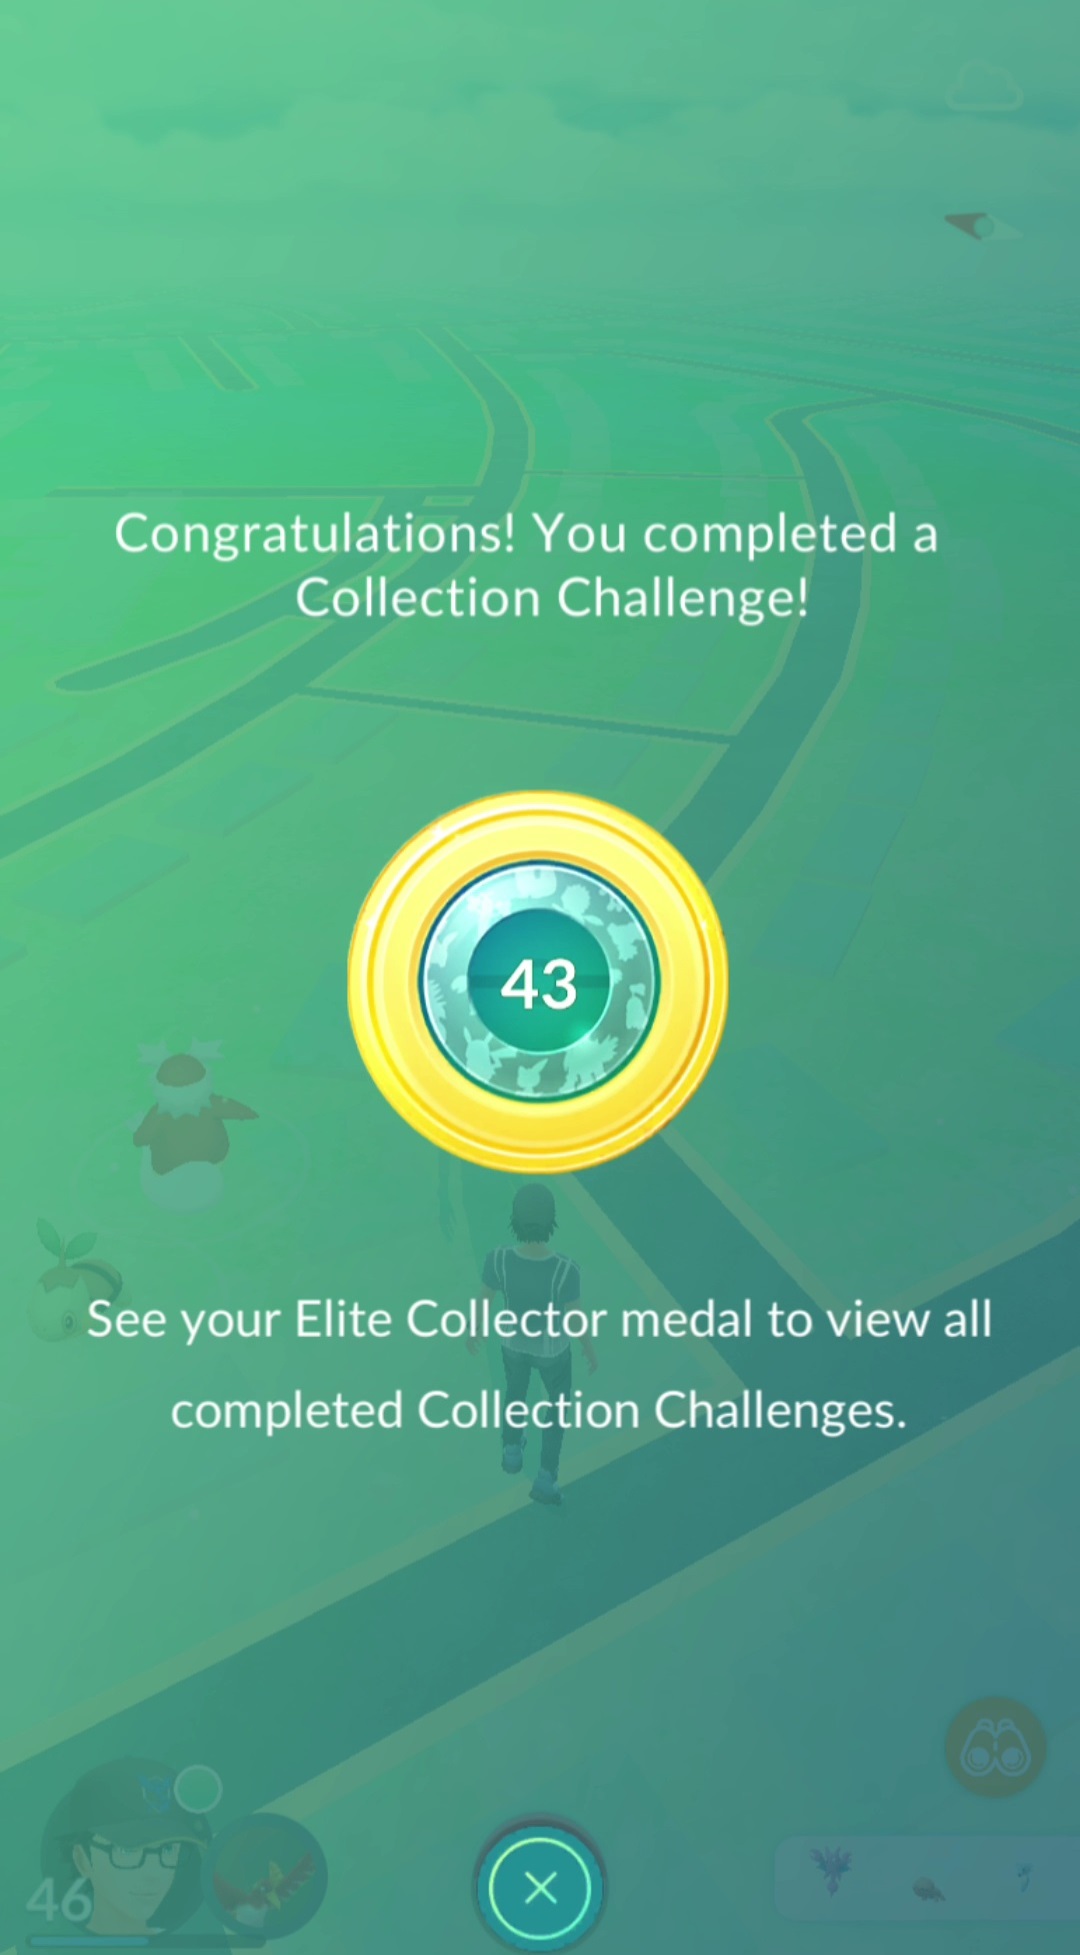 Congratulations! You completed a
Collection Challenge!
43
See your Elite Collector medal to view all
completed Collection Challenges.
46